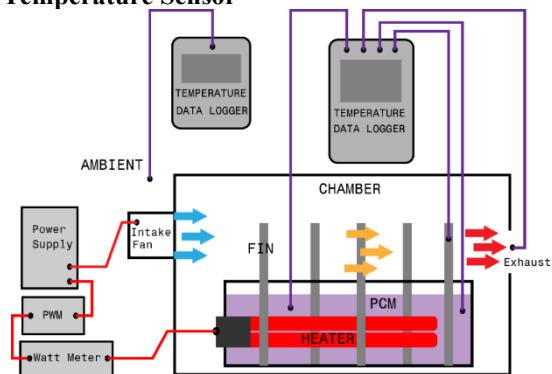 Temperature Sensor
TEMPERATURE
DATA LOGGER
TEMPERATURE
DATA LOGGER
AMBIENT
CHAMBER
Power
Supply
Intake
Fan
FIN
Exhaust
PCM
PWM
HEATER
Watt Meter